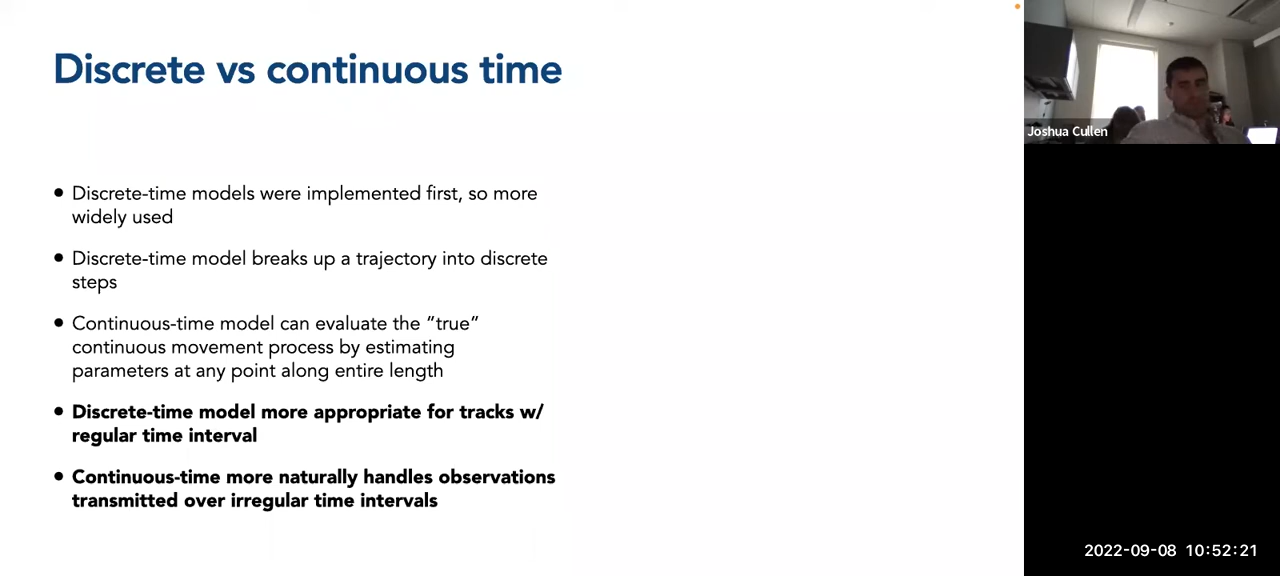 Discrete vs continuous time
• Discrete-time models were implemented first, so more
widely used
• Discrete-time model breaks up a trajectory into discrete
steps
• Continuous-time model can evaluate the “true”
continuous movement process by estimating
parameters at any point along entire length
• Discrete-time model more appropriate for tracks w/
regular time interval
• Continuous-time more naturally handles observations
transmitted over irregular time intervals
Joshua Cullen
2022-09-08 10:52:21